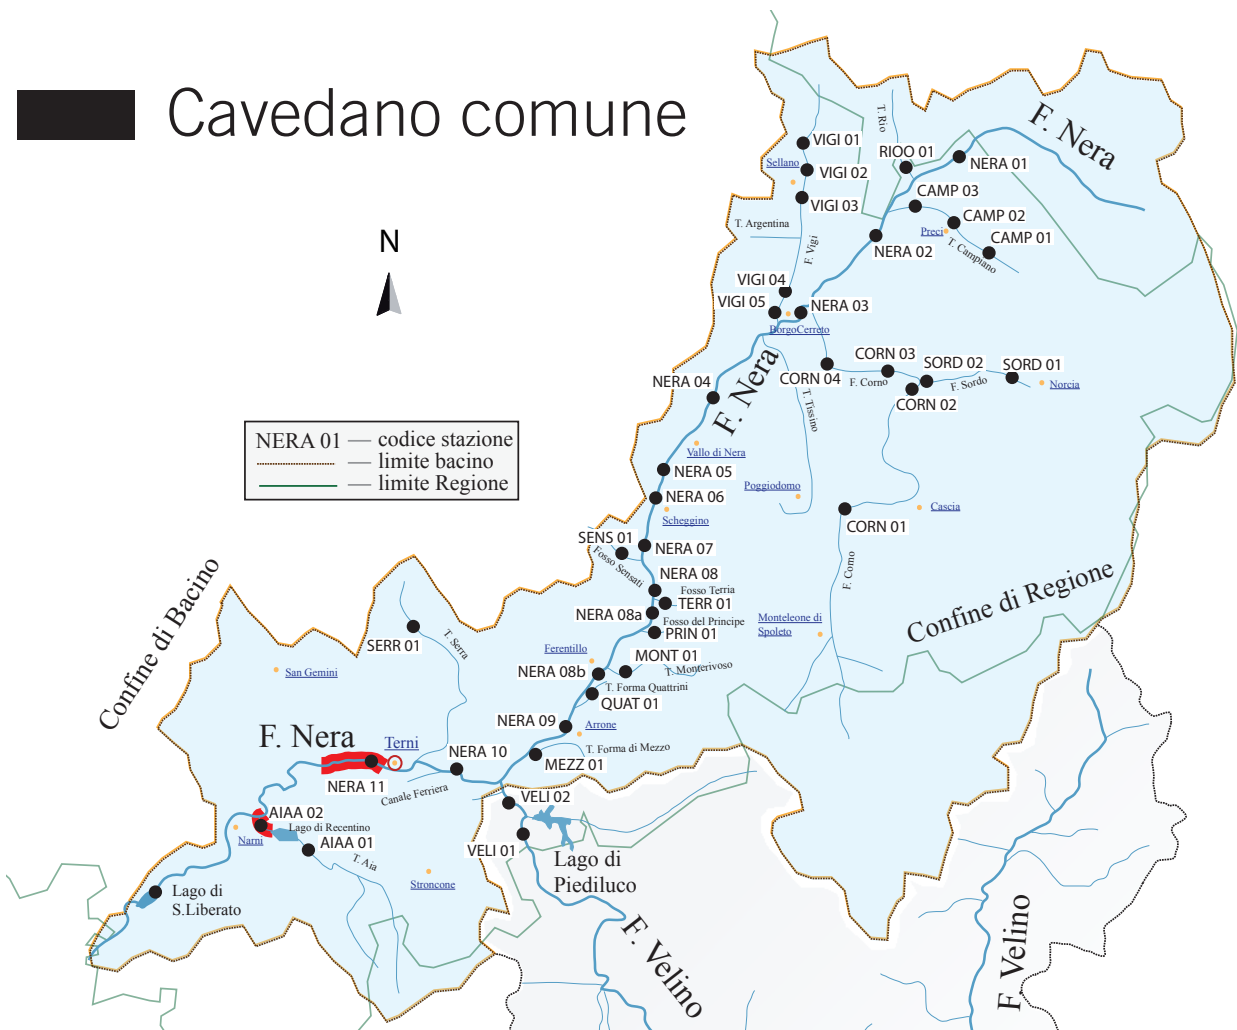 Cavedano comune
N
NERA 01
codice stazione
limite bacino
limite Regione
F. Nera
T. Rio
VIGI 01
RIOO 01
NERA 01
Sellano
VIGI 02
CAMP 03
VIGI 03
CAMP 02
T. Argentina
Preci
CAMP 01
F. Vigi
NERA 02
T. Campiano
VIGI 04
VIGI 05
NERA 03
BorgoCerreto
F. Nera
CORN 03
SORD 02
SORD 01
NERA 04
CORN 04
F. Corno
F. Sordo
Norcia
CORN 02
T. Tissino
Vallo di Nera
NERA 05
Poggiodomo
NERA 06
Cascia
Scheggino
CORN 01
SENS 01
NERA 07
Fosso Sensati
NERA 08
F. Corno
Confine di Bacino
Fosso Terria
TERR 01
NERA 08a
Fosso del Principe
Monteleone di
Spoleto
Confine di Regione
PRIN 01
SERR 01
T. Serra
Ferentillo
MONT 01
San Gemini
NERA 08b
T. Monterivoso
T. Forma Quattrini
QUAT 01
NERA 09
Arrone
F. Nera
Terni
NERA 10
T. Forma di Mezzo
MEZZ 01
NERA 11
Canale Ferriera
VELI 02
AIAA 02
Lago di Recentino
Narni
AIAA 01
VELI 01
T. Aia
Lago di
Piediluco
Stroncone
Lago di
S.Liberato
F. Velino
F. Velino